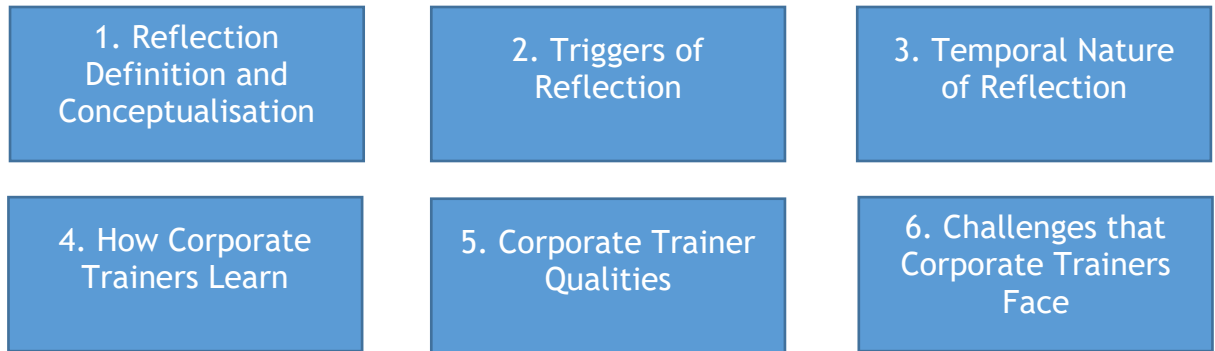 1. Reflection
Definition and
Conceptualisation
2. Triggers of
Reflection
3. Temporal Nature
of Reflection
4. How Corporate
Trainers Learn
5. Corporate Trainer
Qualities
6. Challenges that
Corporate Trainers
Face